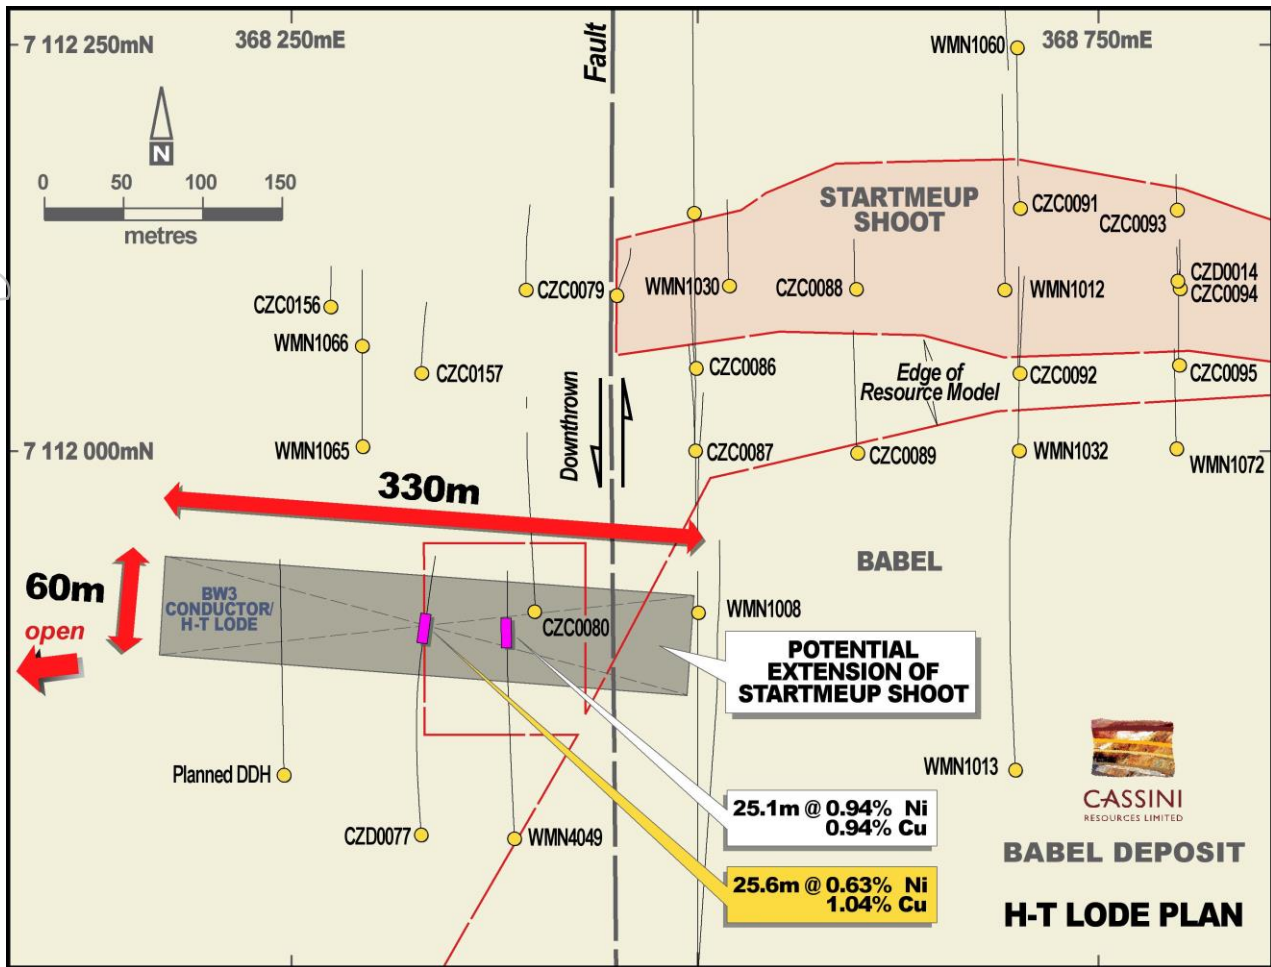 7 112 250mN
368 250mE
Fault
WMN1060
368 750mE
N
0 50 100 150
metres
STARTMEUP
SHOOT
CZC0091
CZC0093
CZC0156
CZC0079
WMN1030
CZC0088
WMN1012
CZD0014
CZC0094
WMN1066
CZC0157
CZC0086
Edge of
Resource Model
CZC0092
CZC0095
Downthrown
7 112 000mN
WMN1065
CZC0087
CZC0089
WMN1032
WMN1072
330m
60m
open
BW3
CONDUCTOR/
H-T LODE
CZC0080
WMN1008
BABEL
POTENTIAL
EXTENSION OF
STARTMEUP SHOOT
Planned DDH
WMN1013
CZD0077
WMN4049
25.1m @ 0.94% Ni
0.94% Cu
25.6m @ 0.63% Ni
1.04% Cu
CASSINI
RESOURCES LIMITED
BABEL DEPOSIT
H-T LODE PLAN